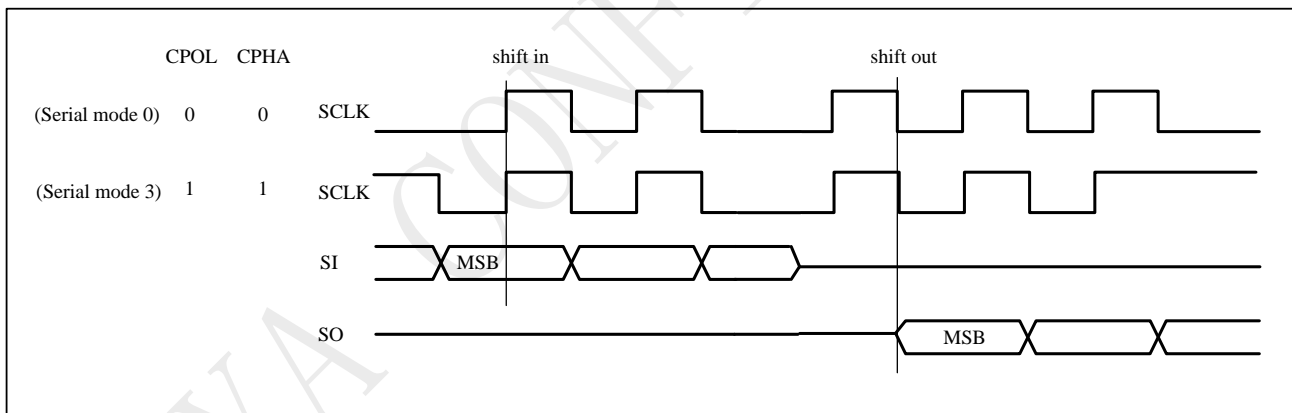 CPOL CPHA shift in shift out
(Serial mode 0) 0 0 SCLK
(Serial mode 3) 1 1 SCLK
SI MSB
SO MSB